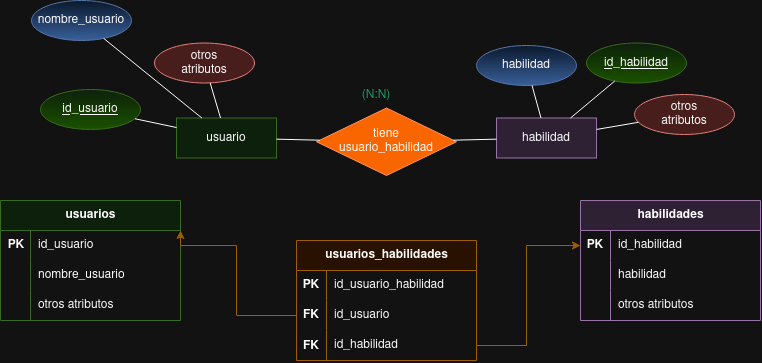 nombre_usuario
otros
atributos
id_usuario
usuario
(N:N)
tiene
usuario_habilidad
habilidad
id_habilidad
otros
atributos
habilidad
usuarios
PK id_usuario
nombre_usuario
otros atributos
usuarios_habilidades
PK id_usuario_habilidad
FK id_usuario
FK id_habilidad
habilidades
PK id_habilidad
habilidad
otros atributos